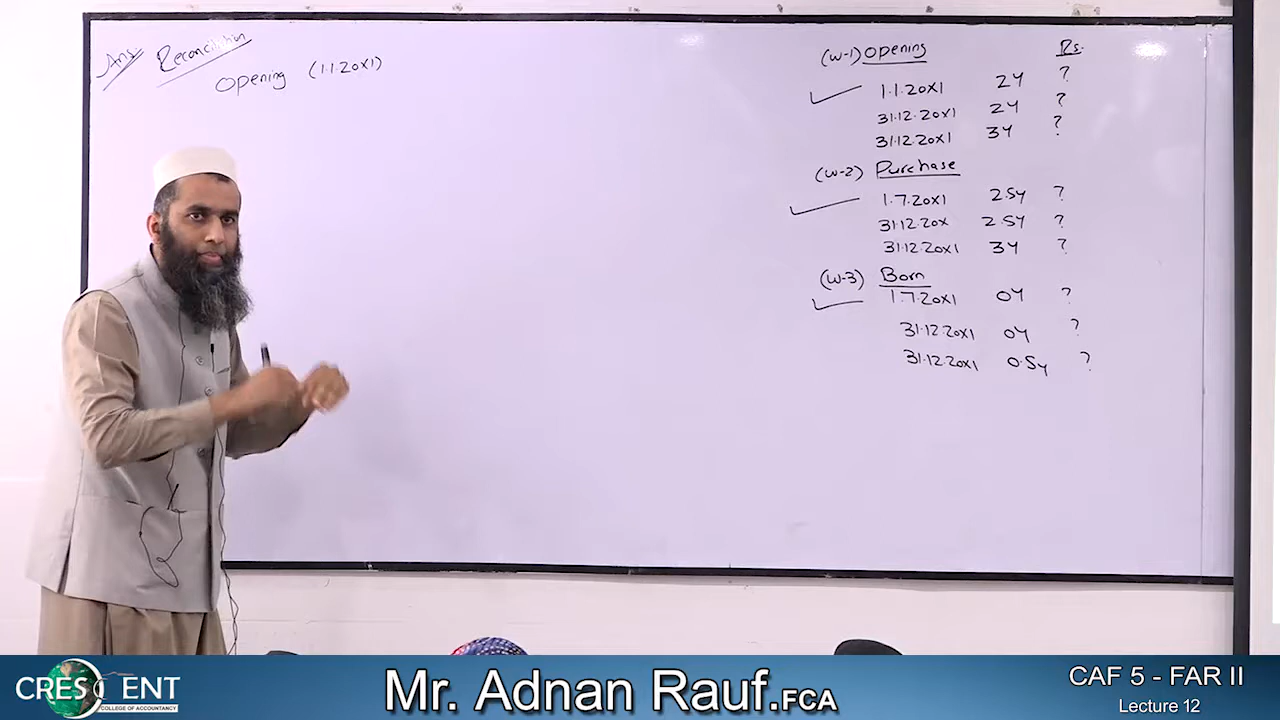 Ans Reconciliation
Opening (1.1.20x1)
(W-1) Opening Rs.
1.1.20x1 2Y ?
31.12.20x1 2Y ?
31.12.20x1 3Y ?
(W-2) Purchase
1.7.20x1 2.5Y ?
31.12.20x 2.5Y ?
31.12.20x1 3Y ?
(W-3) Born
1.7.20x1 0Y ?
31.12.20x1 0Y ?
31.12.20x1 0.5Y ?
CRESCENT
COLLEGE OF ACCOUNTANCY
Mr. Adnan Rauf.FCA
CAF 5 - FAR II
Lecture 12